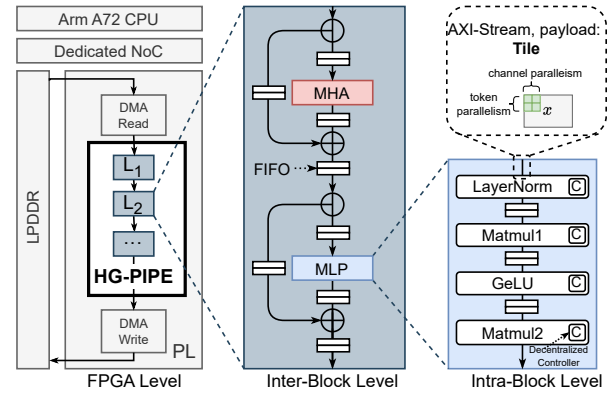 Arm A72 CPU
Dedicated NoC
LPDDR
DMA
Read
L1
L2
...
HG-PIPE
DMA
Write
PL
FPGA Level
MHA
FIFO
MLP
Inter-Block Level
AXI-Stream, payload:
Tile
channel paralleism
token
parallelism
x
LayerNorm
C
Matmul1
C
GeLU
C
Matmul2
C
Decentralized
Controller
Intra-Block Level